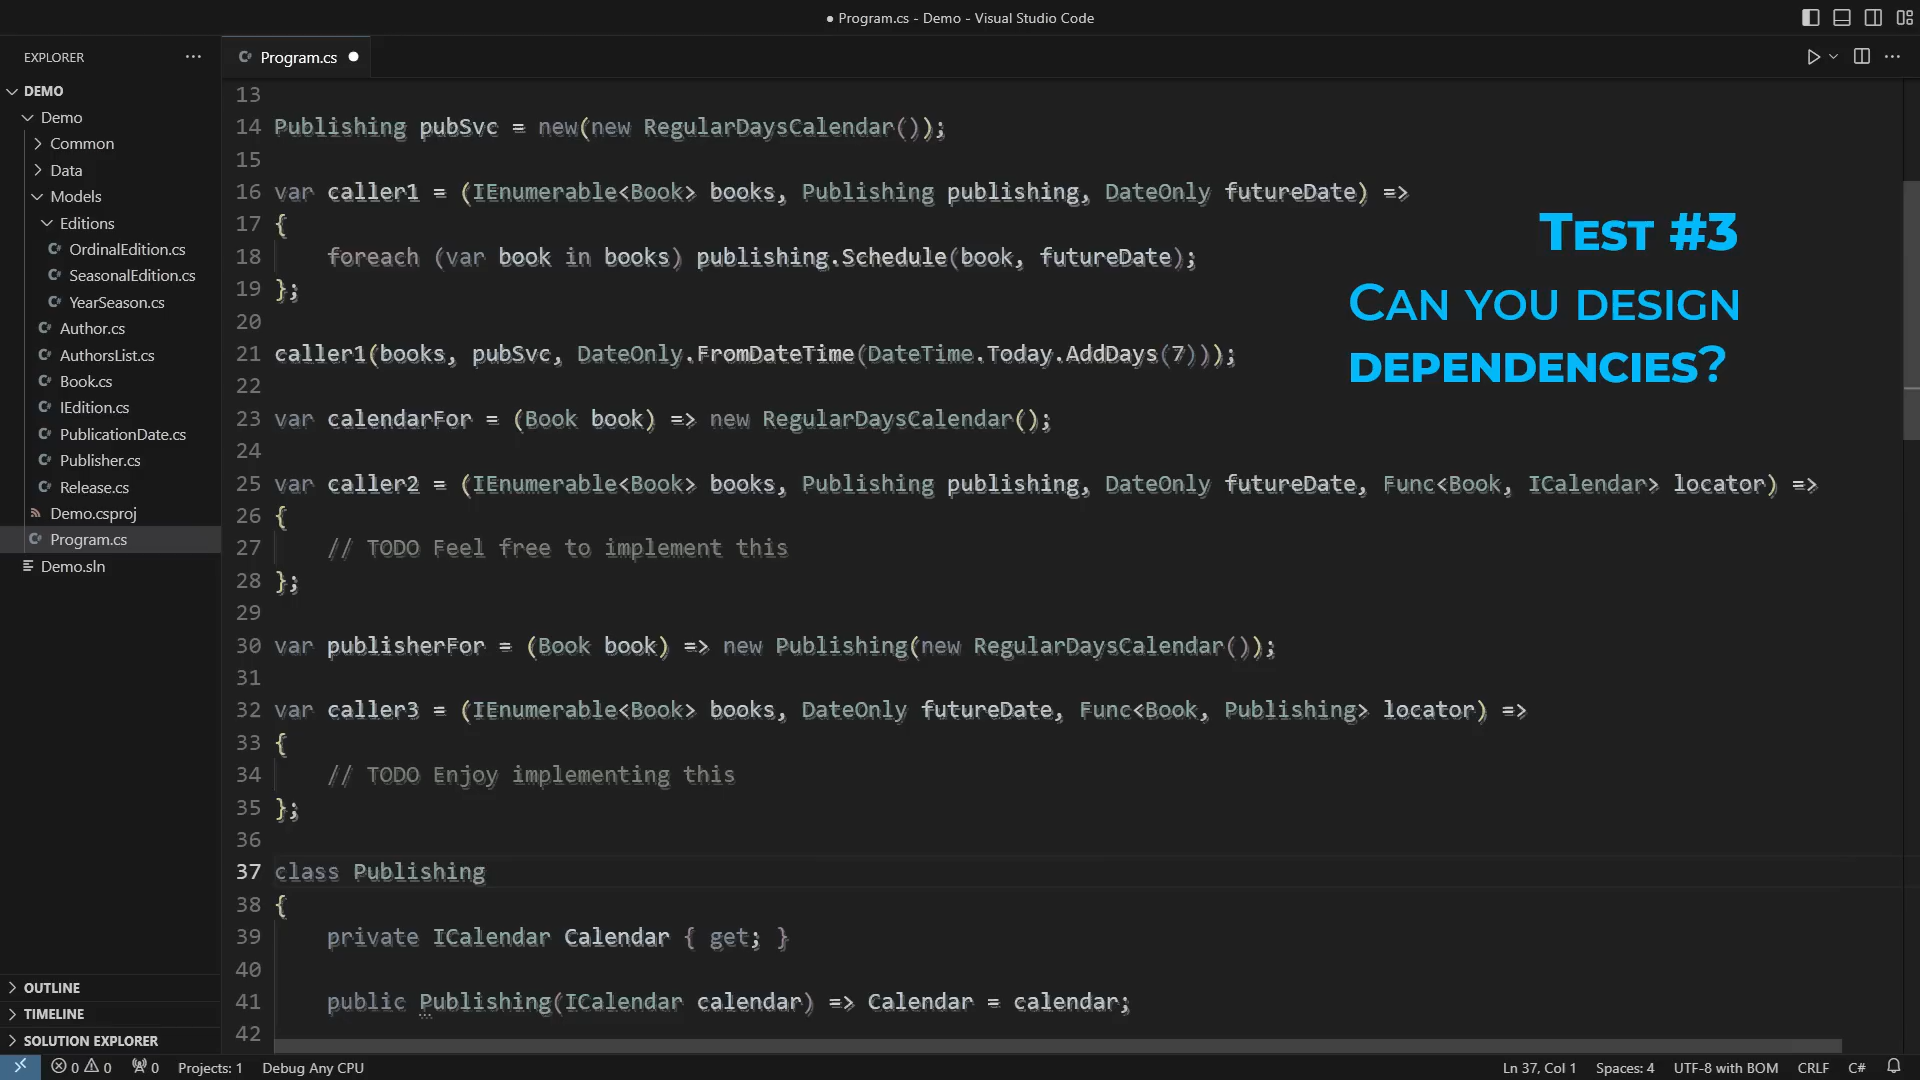 ● Program.cs - Demo - Visual Studio Code
EXPLORER
Program.cs
DEMO
Demo
Common
Data
Models
Editions
OrdinalEdition.cs
SeasonalEdition.cs
YearSeason.cs
Author.cs
AuthorsList.cs
Book.cs
IEdition.cs
PublicationDate.cs
Publisher.cs
Release.cs
Demo.csproj
Program.cs
Demo.sln
OUTLINE
TIMELINE
SOLUTION EXPLORER
13
14 Publishing pubSvc = new(new RegularDaysCalendar());
15
16 var caller1 = (IEnumerable<Book> books, Publishing publishing, DateOnly futureDate) =>
17 {
18 foreach (var book in books) publishing.Schedule(book, futureDate);
19 };
20
21 caller1(books, pubSvc, DateOnly.FromDateTime(DateTime.Today.AddDays(7)));
22
23 var calendarFor = (Book book) => new RegularDaysCalendar();
24
25 var caller2 = (IEnumerable<Book> books, Publishing publishing, DateOnly futureDate, Func<Book, ICalendar> locator) =>
26 {
27 // TODO Feel free to implement this
28 };
29
30 var publisherFor = (Book book) => new Publishing(new RegularDaysCalendar());
31
32 var caller3 = (IEnumerable<Book> books, DateOnly futureDate, Func<Book, Publishing> locator) =>
33 {
34 // TODO Enjoy implementing this
35 };
36
37 class Publishing
38 {
39 private ICalendar Calendar { get; }
40
41 public Publishing(ICalendar calendar) => Calendar = calendar;
42
Test #3
Can you design
dependencies?
0 0 0 Projects: 1 Debug Any CPU
Ln 37, Col 1 Spaces: 4 UTF-8 with BOM CRLF C#